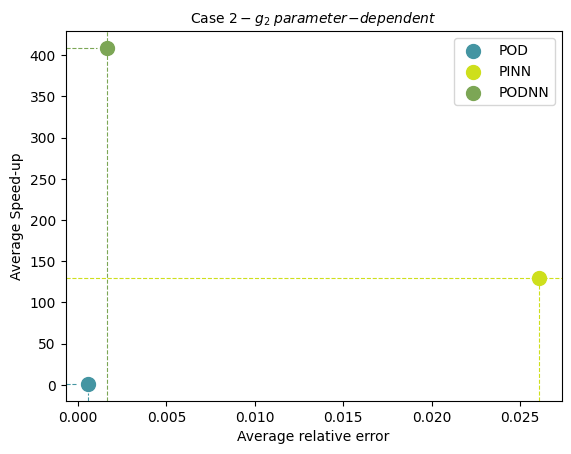 Case 2 − g₂ parameter−dependent
400
350
300
250
200
150
100
50
0
Average Speed-up
POD
PINN
PODNN
0.000 0.005 0.010 0.015 0.020 0.025
Average relative error